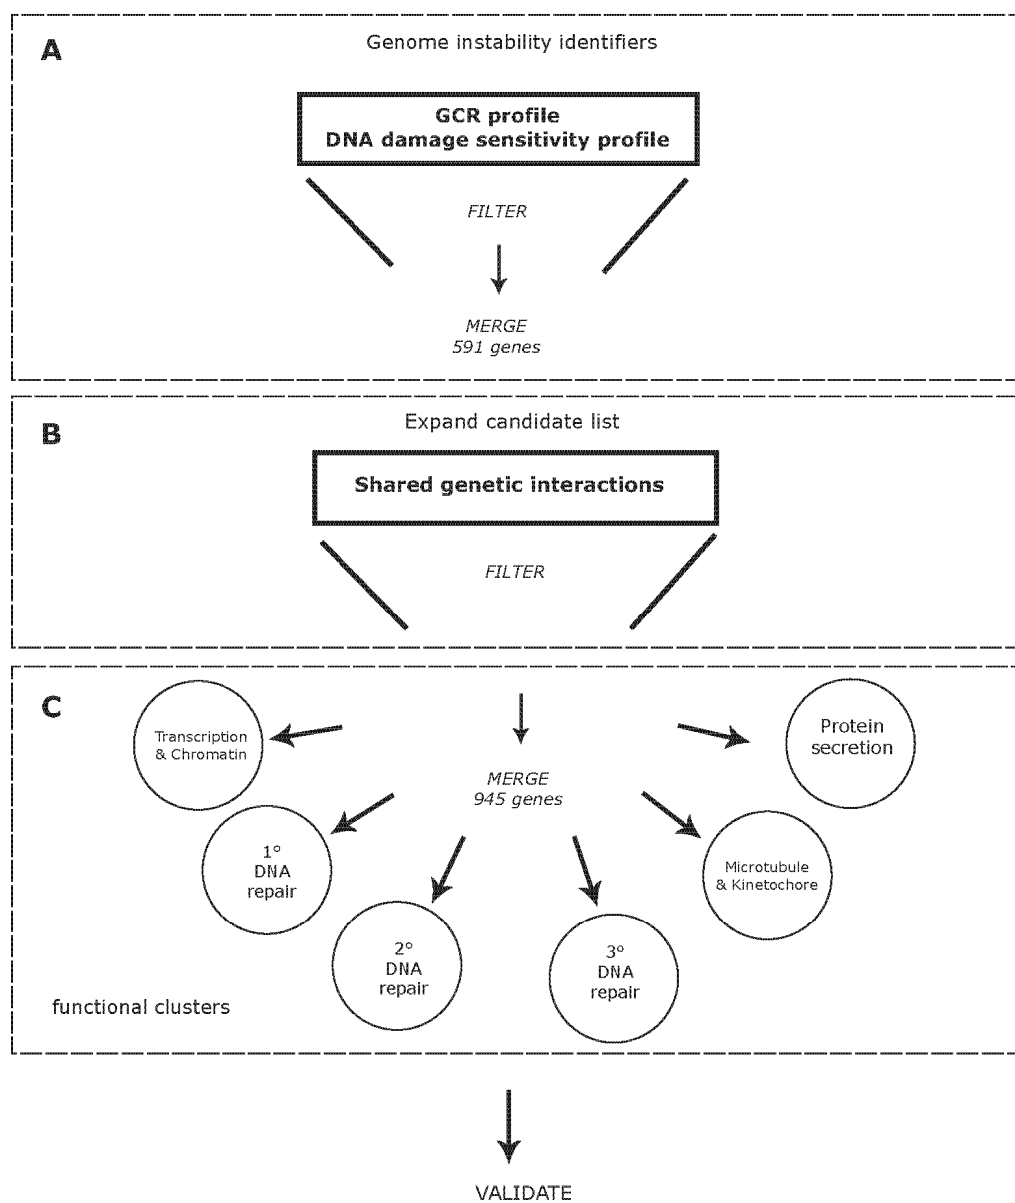 A
Genome instability identifiers
GCR profile
DNA damage sensitivity profile
FILTER
MERGE
591 genes
B
Expand candidate list
Shared genetic interactions
FILTER
C
Transcription
& Chromatin
Protein
secretion
MERGE
945 genes
1°
DNA
repair
Microtubule
& Kinetochore
2°
DNA
repair
3°
DNA
repair
functional clusters
VALIDATE